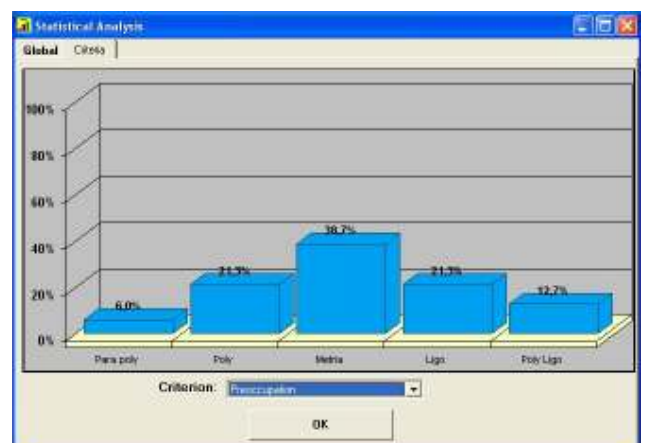 Statistical Analysis
Global Criteria
100%
80%
60%
40%
20%
0%
6,0%
21,3%
38,7%
21,3%
12,7%
Para poly Poly Metria Ligo Poly Ligo
Criterion: Preoccupation
OK